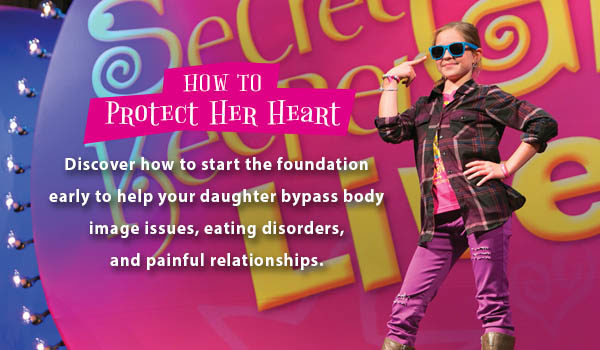 Secret
HOW TO
PROTECT HER HEART
Discover how to start the foundation
early to help your daughter bypass body
image issues, eating disorders,
and painful relationships.
Live